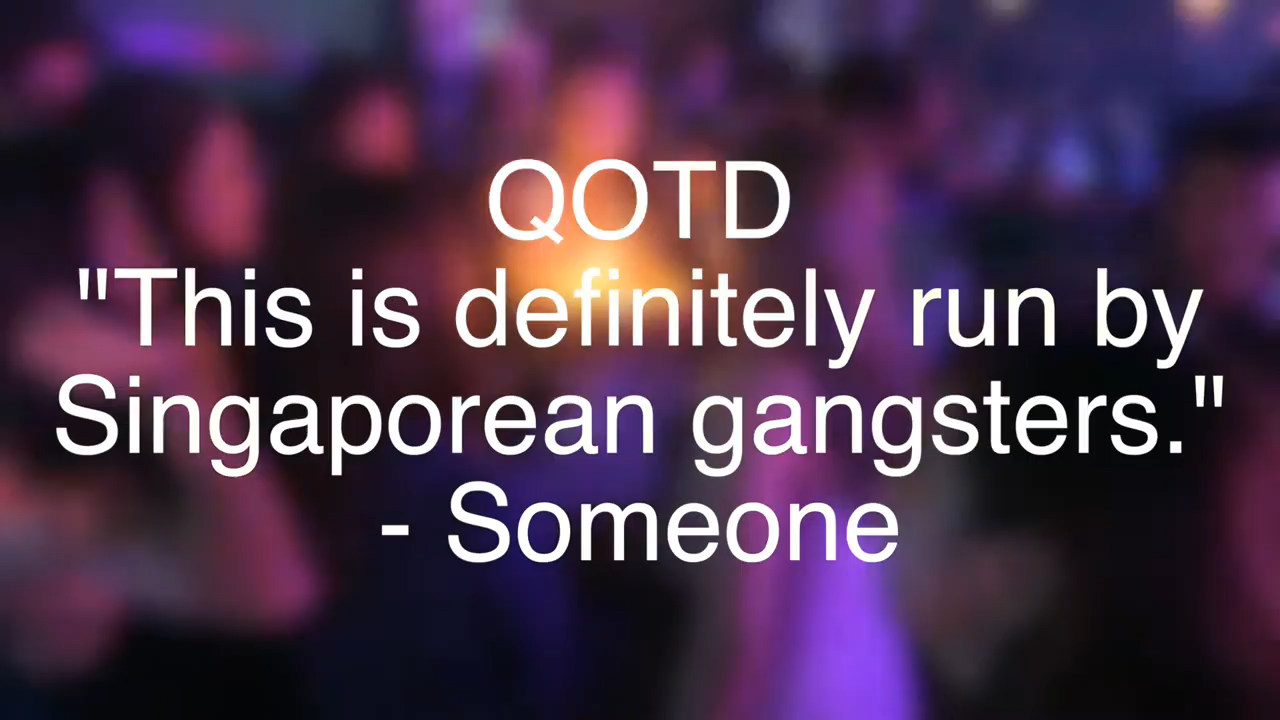 QOTD
"This is definitely run by
Singaporean gangsters."
- Someone